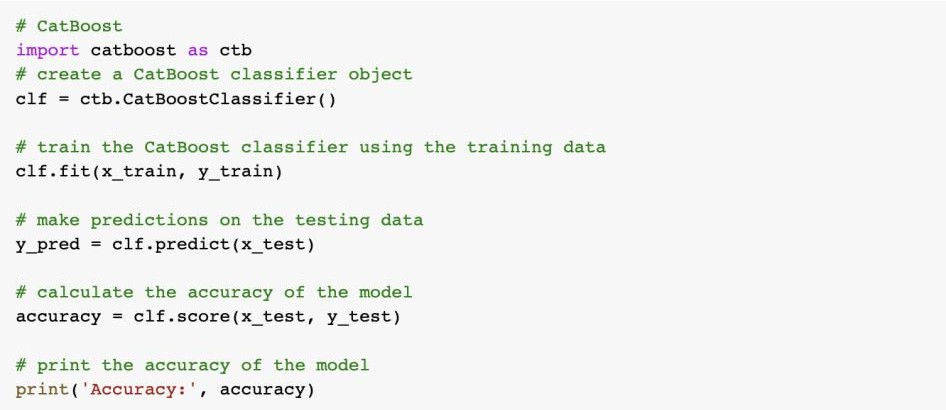 # CatBoost
import catboost as ctb
# create a CatBoost classifier object
clf = ctb.CatBoostClassifier()
# train the CatBoost classifier using the training data
clf.fit(x_train, y_train)
# make predictions on the testing data
y_pred = clf.predict(x_test)
# calculate the accuracy of the model
accuracy = clf.score(x_test, y_test)
# print the accuracy of the model
print('Accuracy:', accuracy)